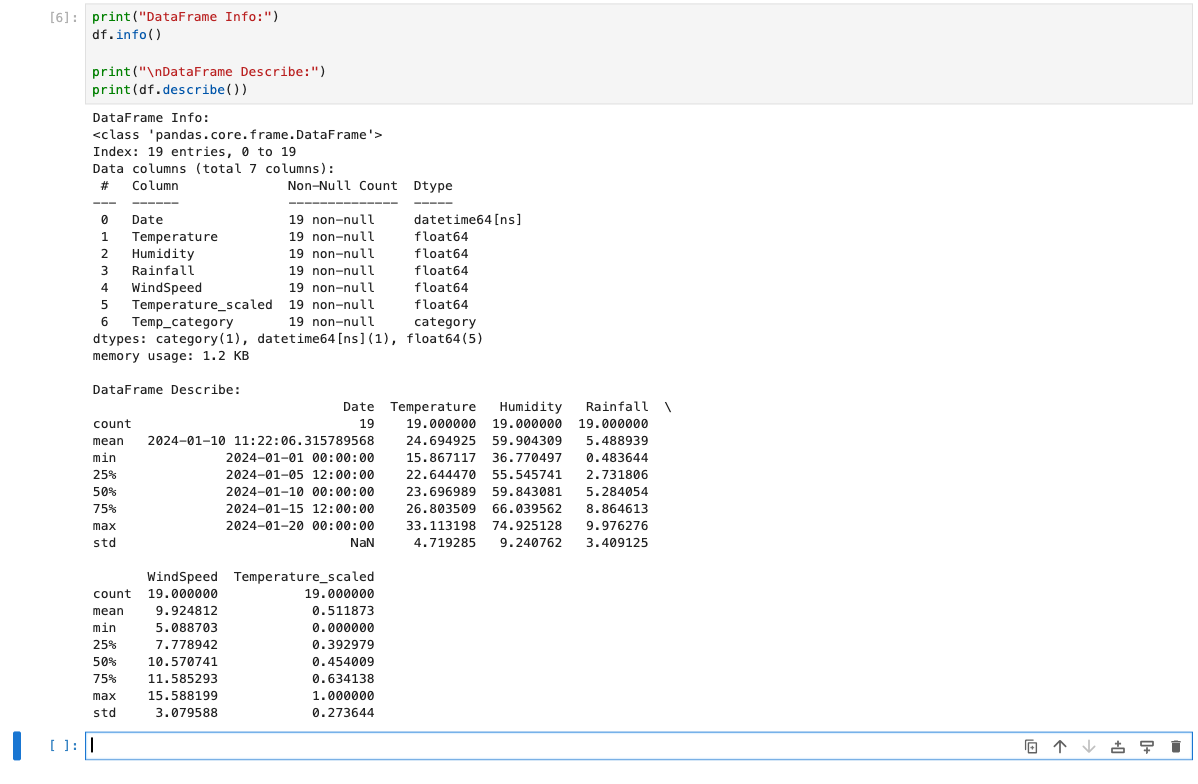 [6]: print("DataFrame Info:")
df.info()

print("\nDataFrame Describe:")
print(df.describe())
DataFrame Info:
<class 'pandas.core.frame.DataFrame'>
Index: 19 entries, 0 to 19
Data columns (total 7 columns):
 #   Column              Non-Null Count  Dtype
---  ------              --------------  -----
 0   Date                19 non-null     datetime64[ns]
 1   Temperature         19 non-null     float64
 2   Humidity            19 non-null     float64
 3   Rainfall            19 non-null     float64
 4   WindSpeed           19 non-null     float64
 5   Temperature_scaled  19 non-null     float64
 6   Temp_category       19 non-null     category
dtypes: category(1), datetime64[ns](1), float64(5)
memory usage: 1.2 KB

DataFrame Describe:
                                Date  Temperature   Humidity   Rainfall  \
count                             19    19.000000  19.000000  19.000000
mean   2024-01-10 11:22:06.315789568    24.694925  59.904309   5.488939
min              2024-01-01 00:00:00    15.867117  36.770497   0.483644
25%              2024-01-05 12:00:00    22.644470  55.545741   2.731806
50%              2024-01-10 00:00:00    23.696989  59.843081   5.284054
75%              2024-01-15 12:00:00    26.803509  66.039562   8.864613
max              2024-01-20 00:00:00    33.113198  74.925128   9.976276
std                              NaN     4.719285   9.240762   3.409125

       WindSpeed  Temperature_scaled
count  19.000000           19.000000
mean    9.924812            0.511873
min     5.088703            0.000000
25%     7.778942            0.392979
50%    10.570741            0.454009
75%    11.585293            0.634138
max    15.588199            1.000000
std     3.079588            0.273644
[ ]: